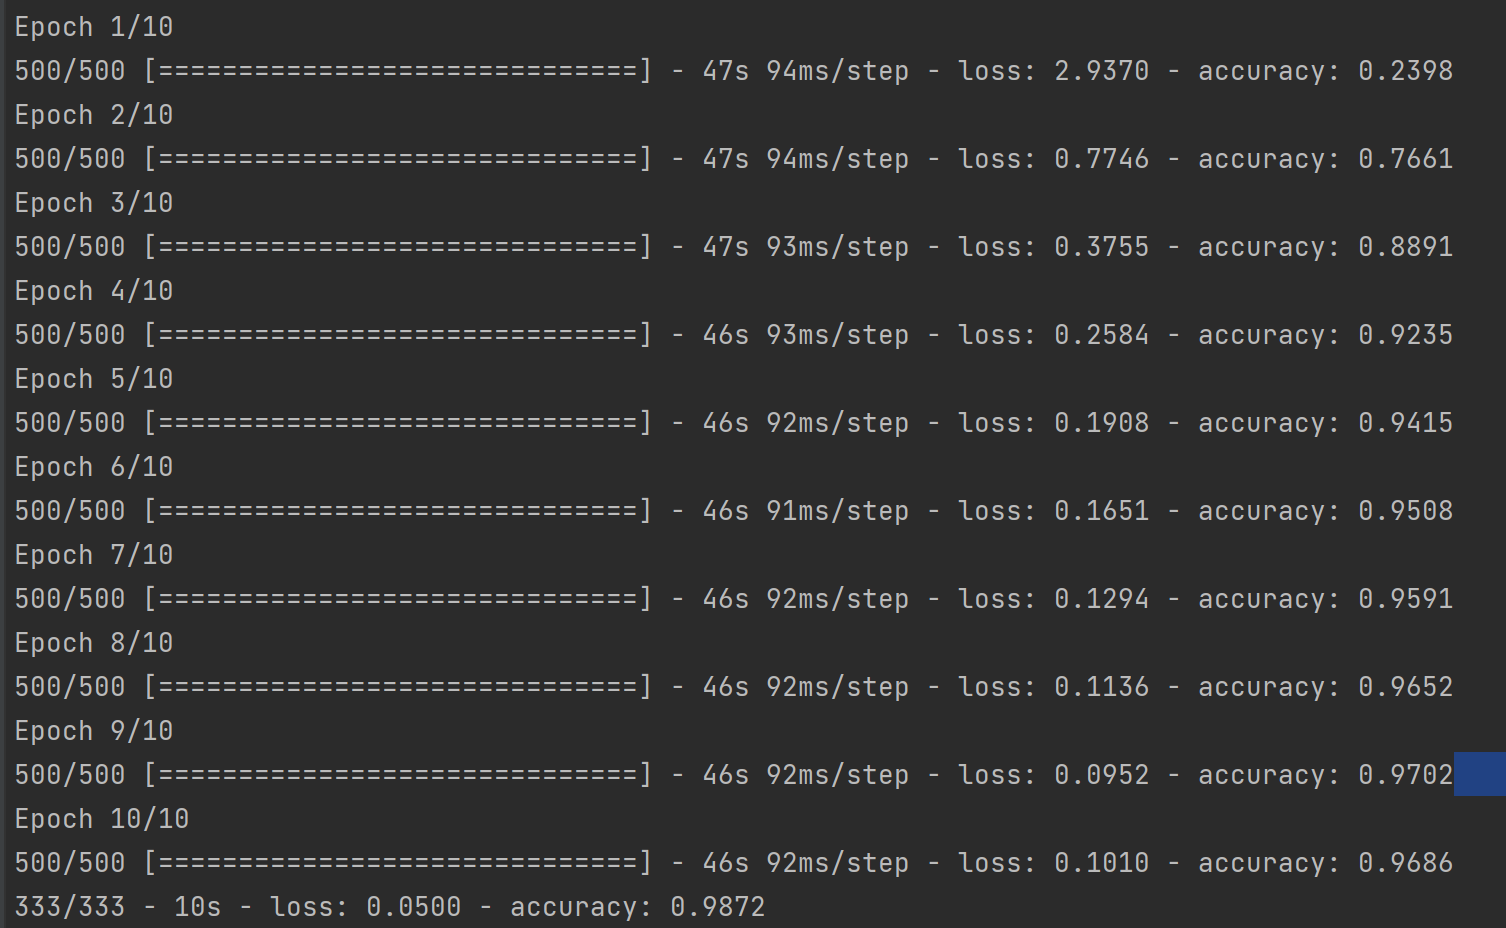 Epoch 1/10
500/500 [==============================] - 47s 94ms/step - loss: 2.9370 - accuracy: 0.2398
Epoch 2/10
500/500 [==============================] - 47s 94ms/step - loss: 0.7746 - accuracy: 0.7661
Epoch 3/10
500/500 [==============================] - 47s 93ms/step - loss: 0.3755 - accuracy: 0.8891
Epoch 4/10
500/500 [==============================] - 46s 93ms/step - loss: 0.2584 - accuracy: 0.9235
Epoch 5/10
500/500 [==============================] - 46s 92ms/step - loss: 0.1908 - accuracy: 0.9415
Epoch 6/10
500/500 [==============================] - 46s 91ms/step - loss: 0.1651 - accuracy: 0.9508
Epoch 7/10
500/500 [==============================] - 46s 92ms/step - loss: 0.1294 - accuracy: 0.9591
Epoch 8/10
500/500 [==============================] - 46s 92ms/step - loss: 0.1136 - accuracy: 0.9652
Epoch 9/10
500/500 [==============================] - 46s 92ms/step - loss: 0.0952 - accuracy: 0.9702
Epoch 10/10
500/500 [==============================] - 46s 92ms/step - loss: 0.1010 - accuracy: 0.9686
333/333 - 10s - loss: 0.0500 - accuracy: 0.9872